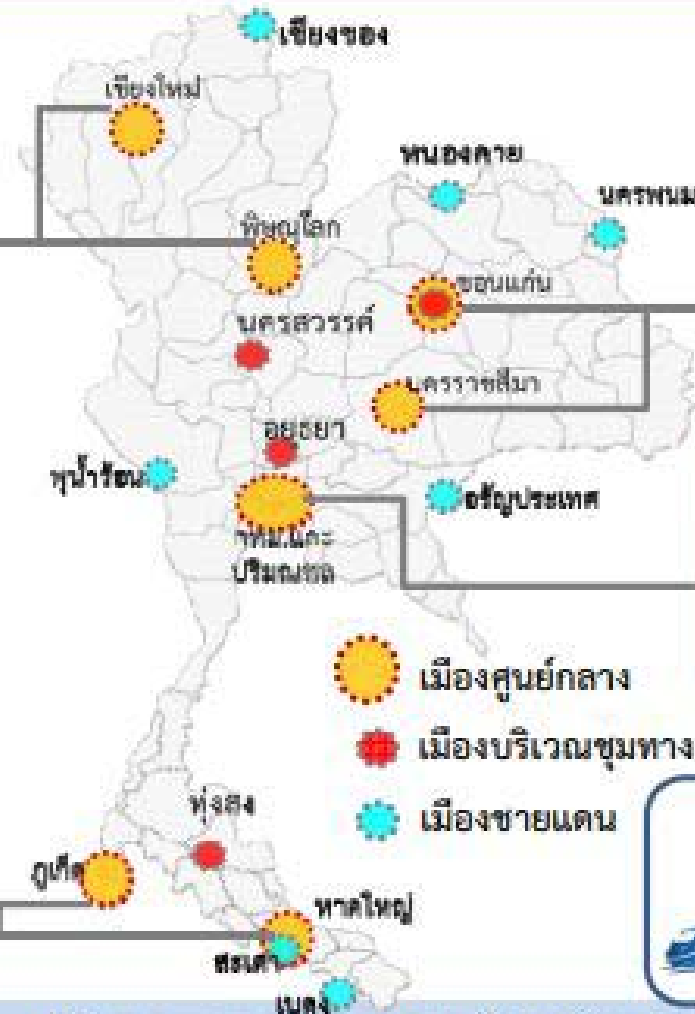 เชียงของ
เชียงใหม่
หนองคาย
นครพนม
พิษณุโลก
ขอนแก่น
นครสวรรค์
นครราชสีมา
อยุธยา
พุน้ำร้อน
อรัญประเทศ
กทม.และ
ปริมณฑล
เมืองศูนย์กลาง
เมืองบริเวณชุมทาง
เมืองชายแดน
ทุ่งสง
ภูเก็ต
หาดใหญ่
สะเดา
เบตง